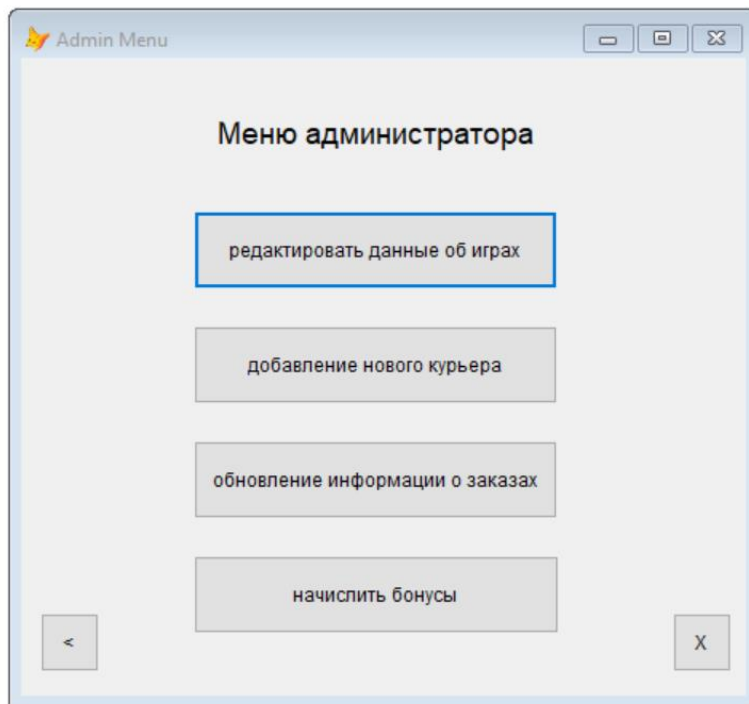 Admin Menu
Меню администратора
редактировать данные об играх
добавление нового курьера
обновление информации о заказах
начислить бонусы
<
X